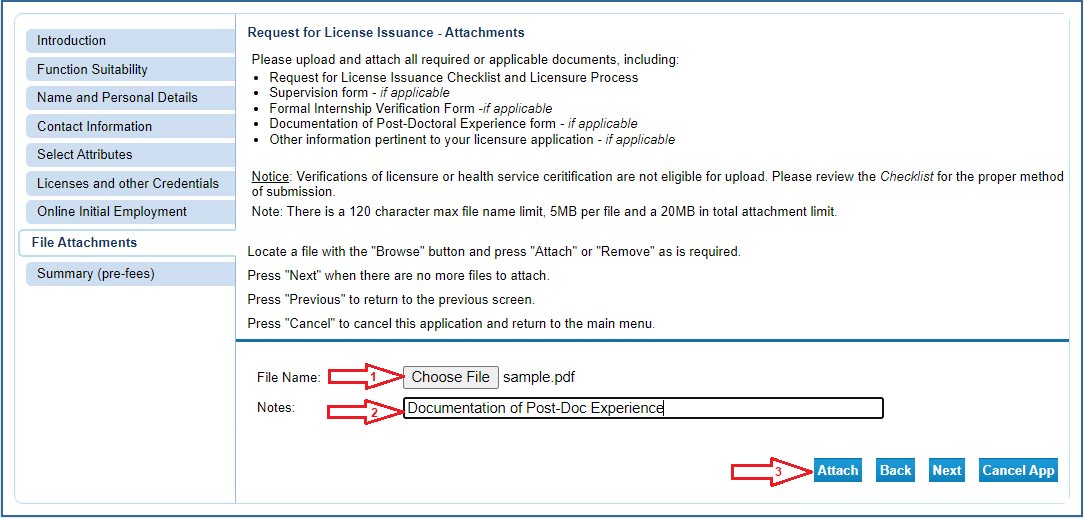 Introduction
Function Suitability
Name and Personal Details
Contact Information
Select Attributes
Licenses and other Credentials
Online Initial Employment
File Attachments
Summary (pre-fees)
Request for License Issuance - Attachments
Please upload and attach all required or applicable documents, including:
• Request for License Issuance Checklist and Licensure Process
• Supervision form - if applicable
• Formal Internship Verification Form -if applicable
• Documentation of Post-Doctoral Experience form - if applicable
• Other information pertinent to your licensure application - if applicable
Notice: Verifications of licensure or health service ceritification are not eligible for upload. Please review the Checklist for the proper method
of submission.
Note: There is a 120 character max file name limit, 5MB per file and a 20MB in total attachment limit.
Locate a file with the "Browse" button and press "Attach" or "Remove" as is required.
Press "Next" when there are no more files to attach.
Press "Previous" to return to the previous screen.
Press "Cancel" to cancel this application and return to the main menu.
File Name: 1 Choose File sample.pdf
Notes: 2 Documentation of Post-Doc Experience
3 Attach Back Next Cancel App